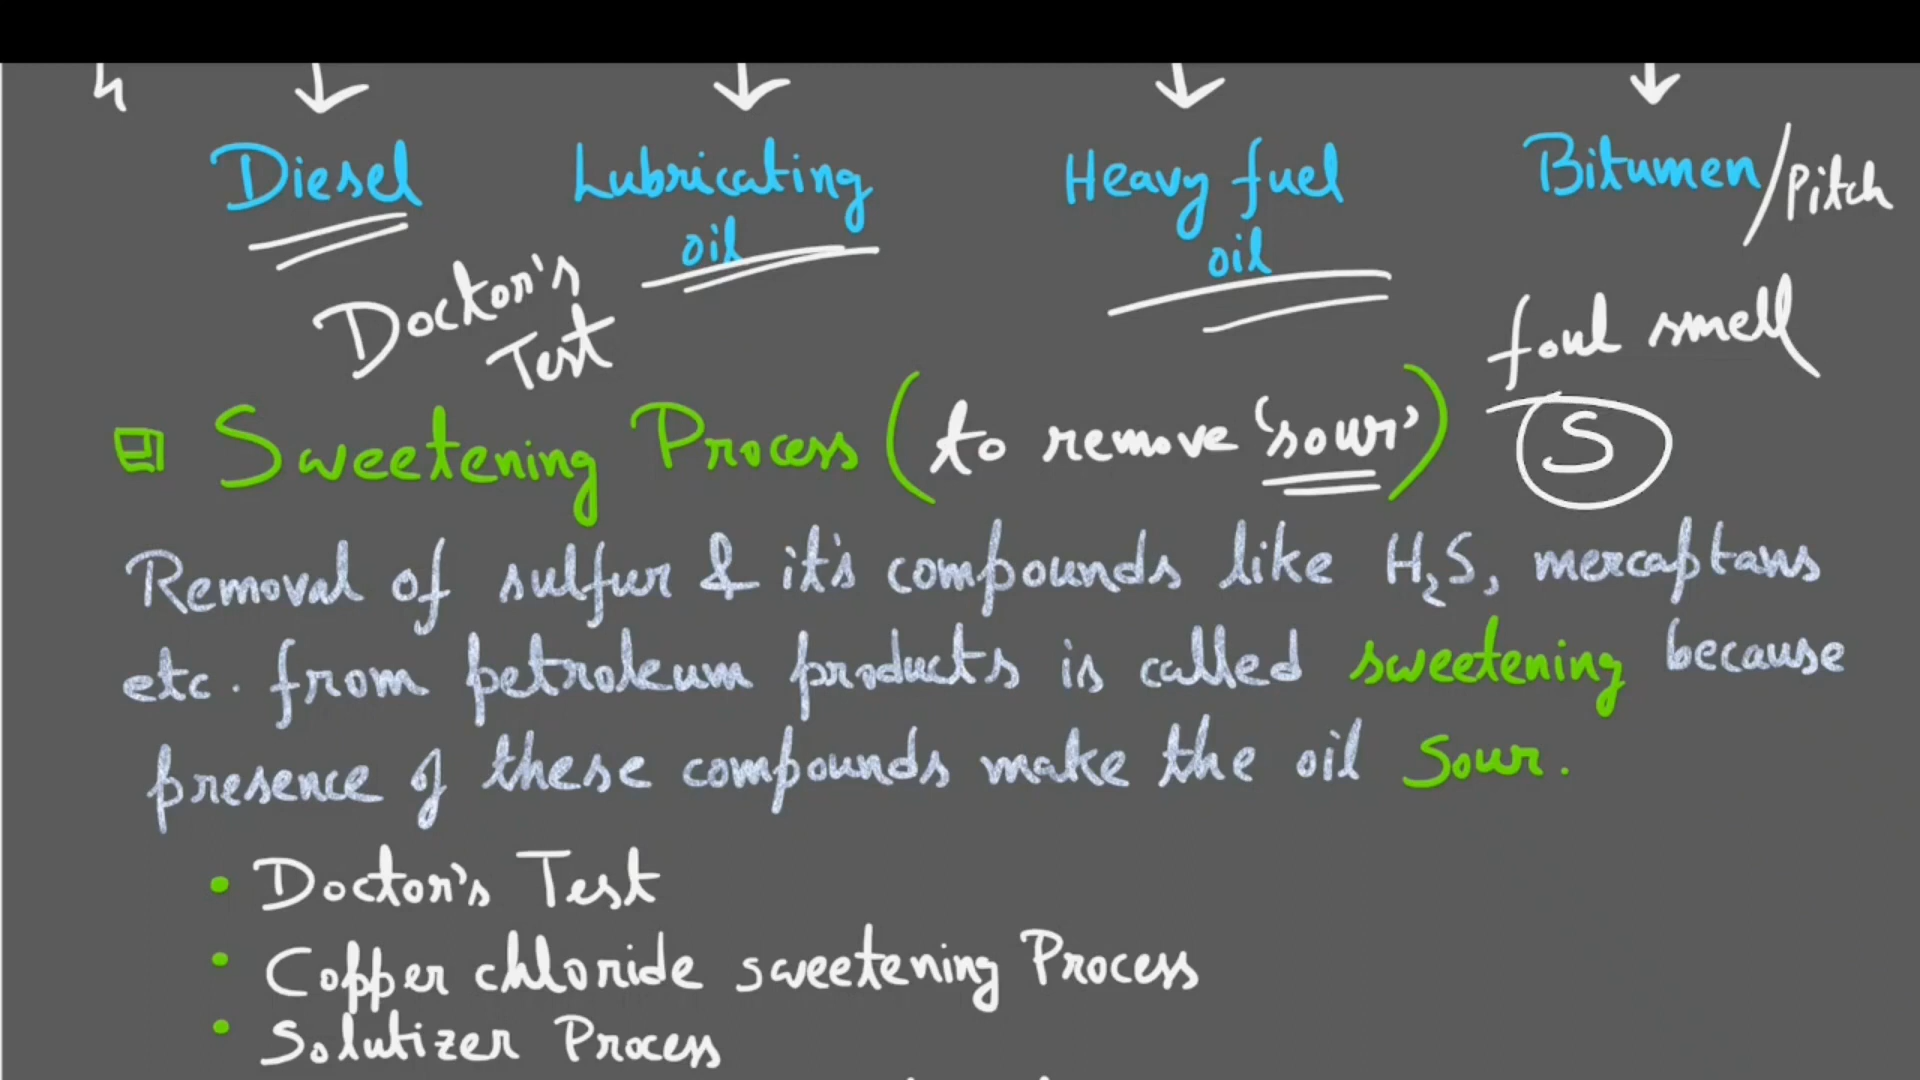 Diesel Lubricating oil Heavy fuel oil Bitumen/Pitch
Doctor's
Test
foul smell
S
Sweetening Process (to remove 'sour')
Removal of sulfur & it's compounds like H₂S, mercaptans
etc. from petroleum products is called sweetening because
presence of these compounds make the oil Sour.
• Doctor's Test
• Copper chloride sweetening Process
• Solutizer Process